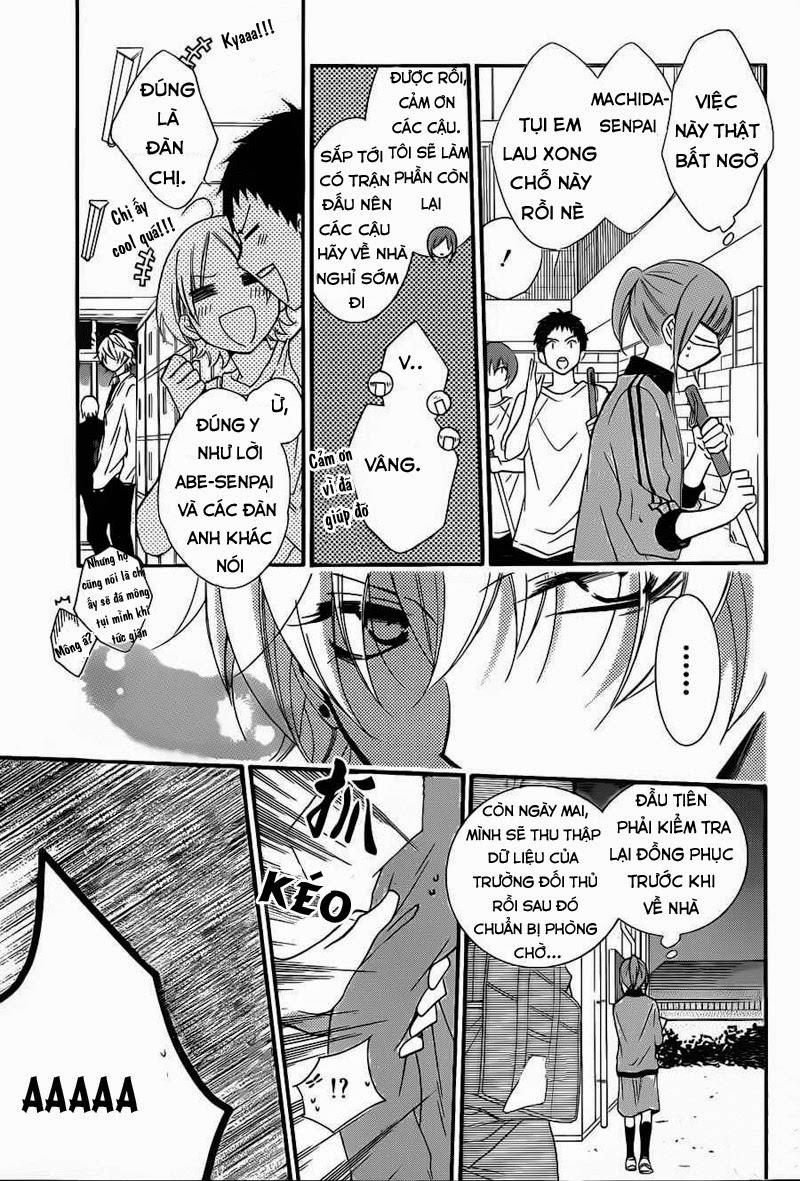 VIỆC
NÀY THẬT
BẤT NGỜ
MACHIDA-
SENPAI
TỤI EM
LAU XONG
CHỖ NÀY
RỒI NÈ
!
ĐƯỢC RỒI,
CẢM ƠN
CÁC CẬU.
TÔI SẼ LÀM
PHẦN CÒN
LẠI
SẮP TỚI
CÓ TRẬN
ĐẤU NÊN
CÁC CẬU
HÃY VỀ NHÀ
NGHỈ SỚM
ĐI
V..
VÂNG.
Cảm ơn
vì đã
giúp đỡ
Kyaaa!!!
ĐÚNG
LÀ
ĐÀN
CHỊ.
Chị ấy
cool quá!!!
Ừ,
ĐÚNG Y
NHƯ LỜI
ABE-SENPAI
VÀ CÁC ĐÀN
ANH KHÁC
NÓI
Nhưng họ
cũng nói là chị
ấy sẽ đá mông
tụi mình khi
tức giận
Mông á?
......
ĐẦU TIÊN
PHẢI KIỂM TRA
LẠI ĐỒNG PHỤC
TRƯỚC KHI
VỀ NHÀ
CÒN NGÀY MAI,
MÌNH SẼ THU THẬP
DỮ LIỆU CỦA
TRƯỜNG ĐỐI THỦ
RỒI SAU ĐÓ
CHUẨN BỊ PHÒNG
CHỜ...
抓
KÉO
!?
AAAAA